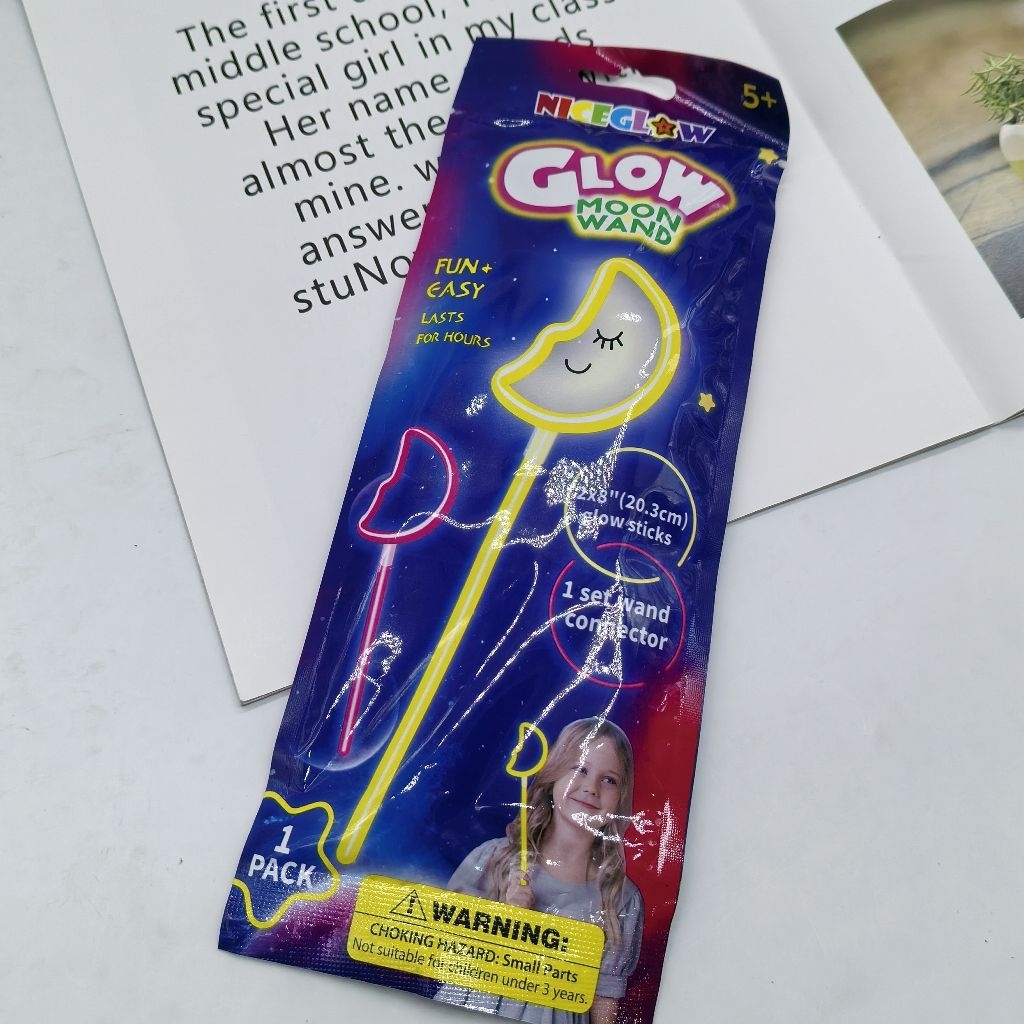 The first
middle school,
special girl in my class
Her name
almost the
mine.
answer
stuNo
5+
NICEGLOW
GLOW
MOON
WAND
FUN+
EASY
LASTS
FOR HOURS
2x8"(20.3cm)
glow sticks
1 set wand
connector
1
PACK
WARNING:
CHOKING HAZARD: Small Parts
Not suitable for children under 3 years.